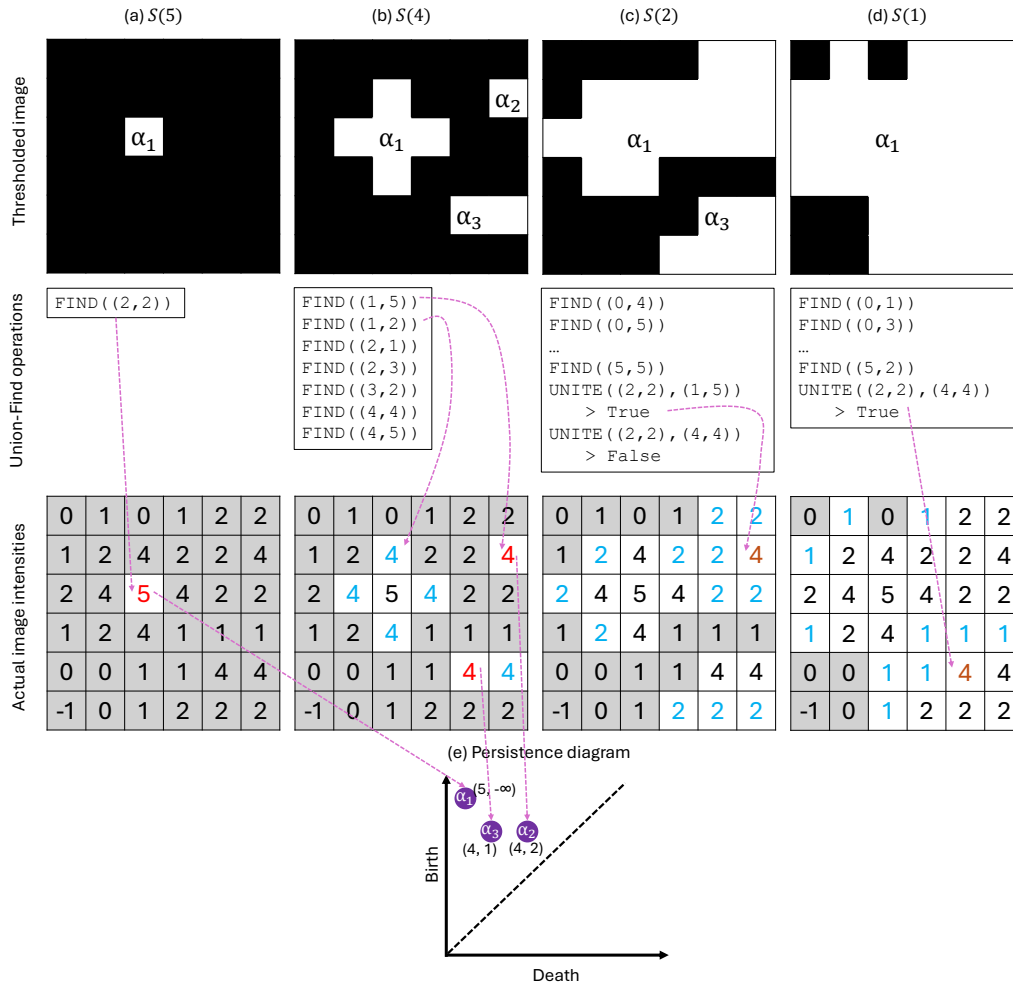 (a) S(5)
(b) S(4)
(c) S(2)
(d) S(1)
Thresholded image
α1
α1
α2
α3
α1
α3
α1
Union-Find operations
FIND((2,2))
FIND((1,5))
FIND((1,2))
FIND((2,1))
FIND((2,3))
FIND((3,2))
FIND((4,4))
FIND((4,5))
FIND((0,4))
FIND((0,5))
…
FIND((5,5))
UNITE((2,2),(1,5))
> True
UNITE((2,2),(4,4))
> False
FIND((0,1))
FIND((0,3))
…
FIND((5,2))
UNITE((2,2),(4,4))
> True
Actual image intensities
0 1 0 1 2 2
1 2 4 2 2 4
2 4 5 4 2 2
1 2 4 1 1 1
0 0 1 1 4 4
-1 0 1 2 2 2
0 1 0 1 2 2
1 2 4 2 2 4
2 4 5 4 2 2
1 2 4 1 1 1
0 0 1 1 4 4
-1 0 1 2 2 2
0 1 0 1 2 2
1 2 4 2 2 4
2 4 5 4 2 2
1 2 4 1 1 1
0 0 1 1 4 4
-1 0 1 2 2 2
0 1 0 1 2 2
1 2 4 2 2 4
2 4 5 4 2 2
1 2 4 1 1 1
0 0 1 1 4 4
-1 0 1 2 2 2
(e) Persistence diagram
α1
(5, -∞)
α3
α2
(4, 1)
(4, 2)
Birth
Death